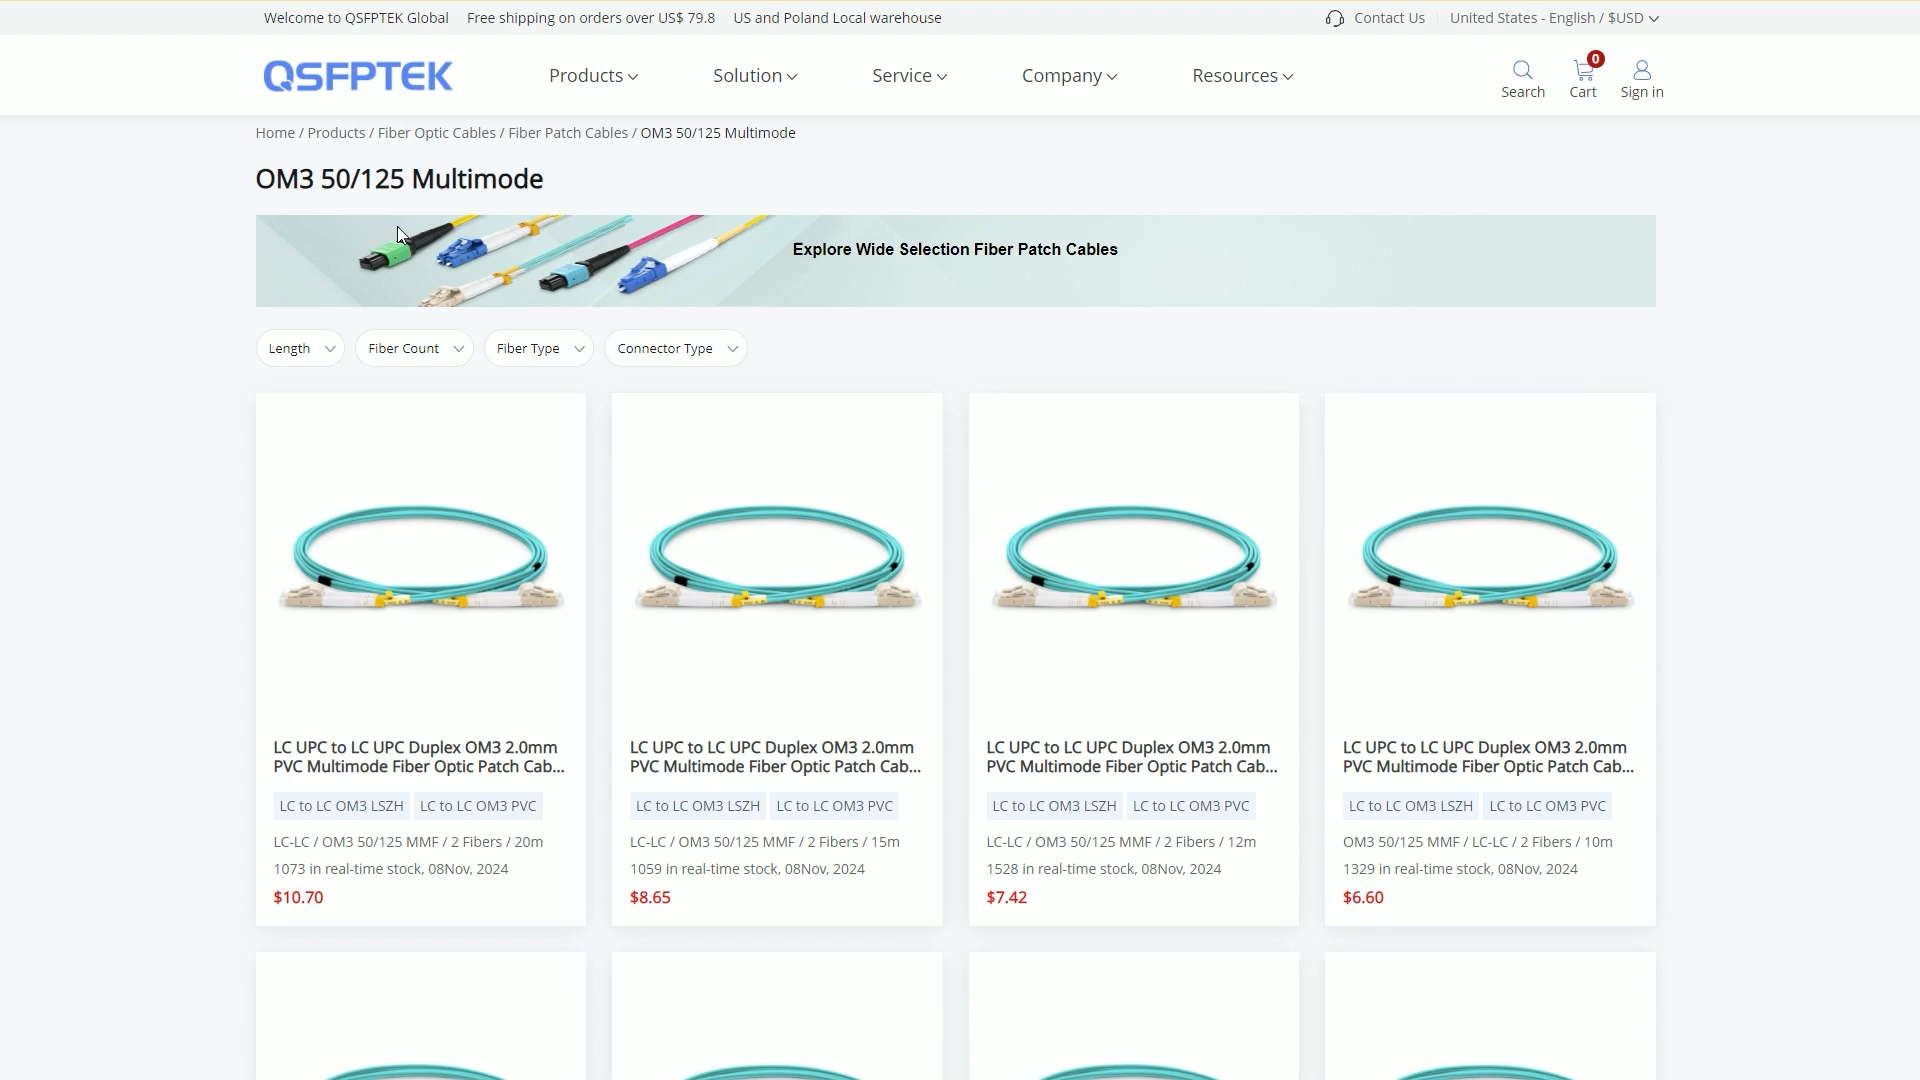 Welcome to QSFPTEK Global Free shipping on orders over US$ 79.8 US and Poland Local warehouse
Contact Us United States - English / $USD
QSFPTEK
Products Solution Service Company Resources
0
Search Cart Sign in
Home / Products / Fiber Optic Cables / Fiber Patch Cables / OM3 50/125 Multimode
OM3 50/125 Multimode
Explore Wide Selection Fiber Patch Cables
Length Fiber Count Fiber Type Connector Type
LC UPC to LC UPC Duplex OM3 2.0mm
PVC Multimode Fiber Optic Patch Cab...
LC to LC OM3 LSZH LC to LC OM3 PVC
LC-LC / OM3 50/125 MMF / 2 Fibers / 20m
1073 in real-time stock, 08Nov, 2024
$10.70
LC UPC to LC UPC Duplex OM3 2.0mm
PVC Multimode Fiber Optic Patch Cab...
LC to LC OM3 LSZH LC to LC OM3 PVC
LC-LC / OM3 50/125 MMF / 2 Fibers / 15m
1059 in real-time stock, 08Nov, 2024
$8.65
LC UPC to LC UPC Duplex OM3 2.0mm
PVC Multimode Fiber Optic Patch Cab...
LC to LC OM3 LSZH LC to LC OM3 PVC
LC-LC / OM3 50/125 MMF / 2 Fibers / 12m
1528 in real-time stock, 08Nov, 2024
$7.42
LC UPC to LC UPC Duplex OM3 2.0mm
PVC Multimode Fiber Optic Patch Cab...
LC to LC OM3 LSZH LC to LC OM3 PVC
OM3 50/125 MMF / LC-LC / 2 Fibers / 10m
1329 in real-time stock, 08Nov, 2024
$6.60